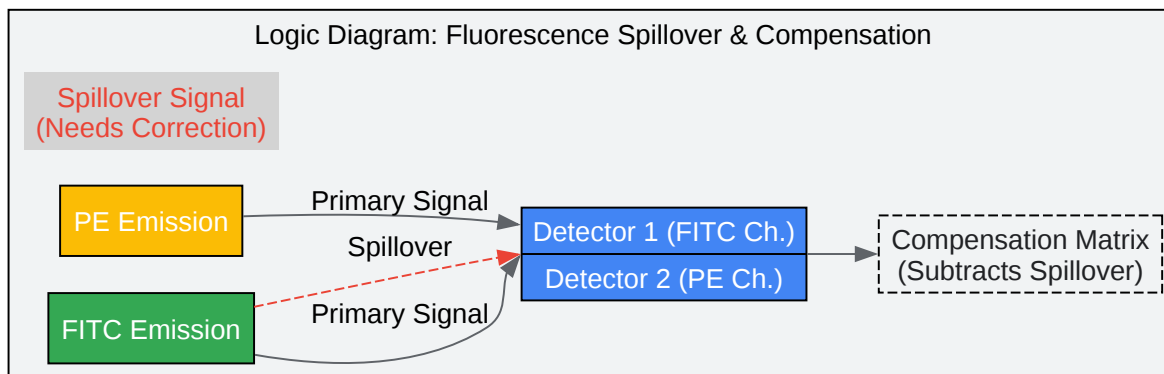 Logic Diagram: Fluorescence Spillover & Compensation
Spillover Signal
(Needs Correction)
PE Emission
Primary Signal
Spillover
FITC Emission
Primary Signal
Detector 1 (FITC Ch.)
Detector 2 (PE Ch.)
Compensation Matrix
(Subtracts Spillover)